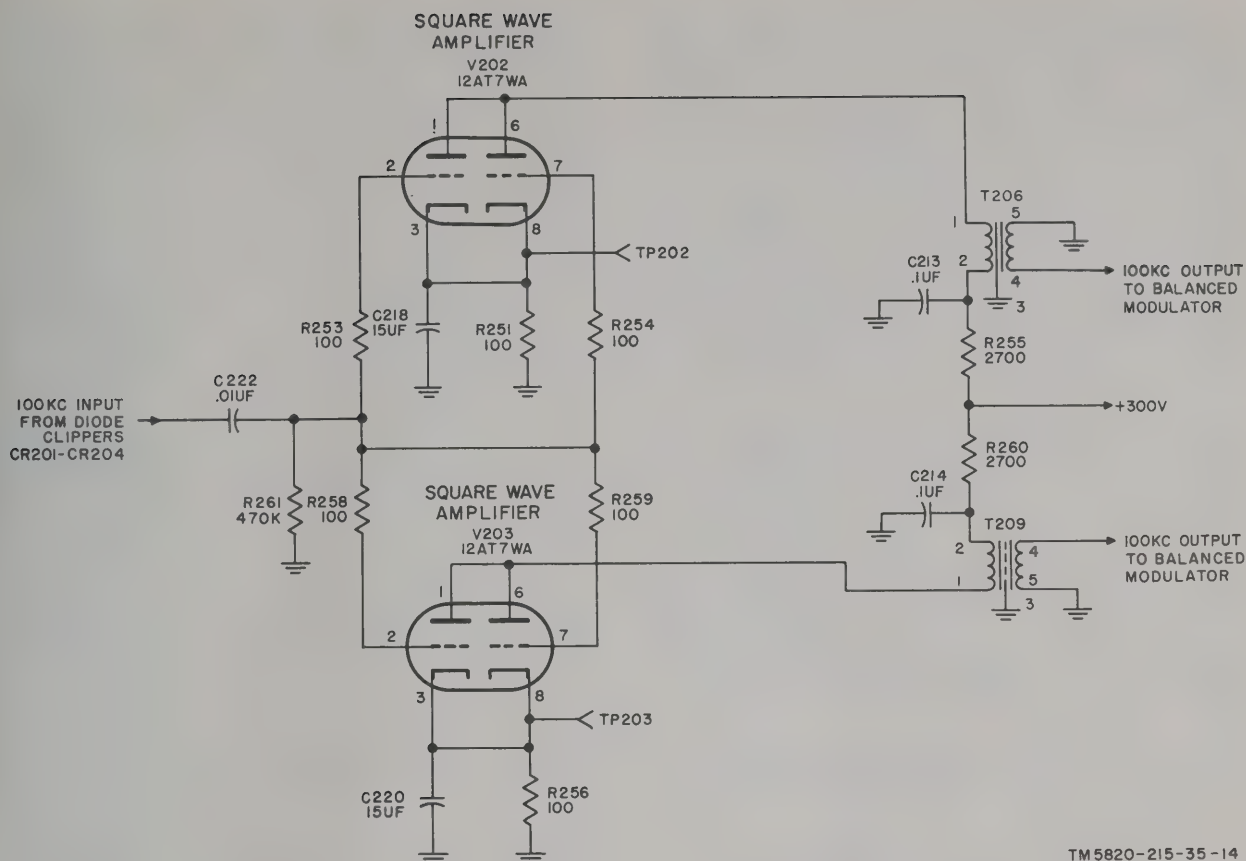 SQUARE WAVE
AMPLIFIER
V202
12AT7WA
1
6
2
7
3
8
TP202
C218
15UF
R251
100
R253
100
R254
100
T206
1
5
2
4
3
C213
.1UF
100KC OUTPUT
TO BALANCED
MODULATOR
R255
2700
+300V
100KC INPUT
FROM DIODE
CLIPPERS
CR201-CR204
C222
.01UF
R261
470K
R258
100
R259
100
R260
2700
C214
.1UF
T209
2
4
1
5
3
100KC OUTPUT
TO BALANCED
MODULATOR
SQUARE WAVE
AMPLIFIER
V203
12AT7WA
1
6
2
7
3
8
TP203
C220
15UF
R256
100
TM5820-215-35-14